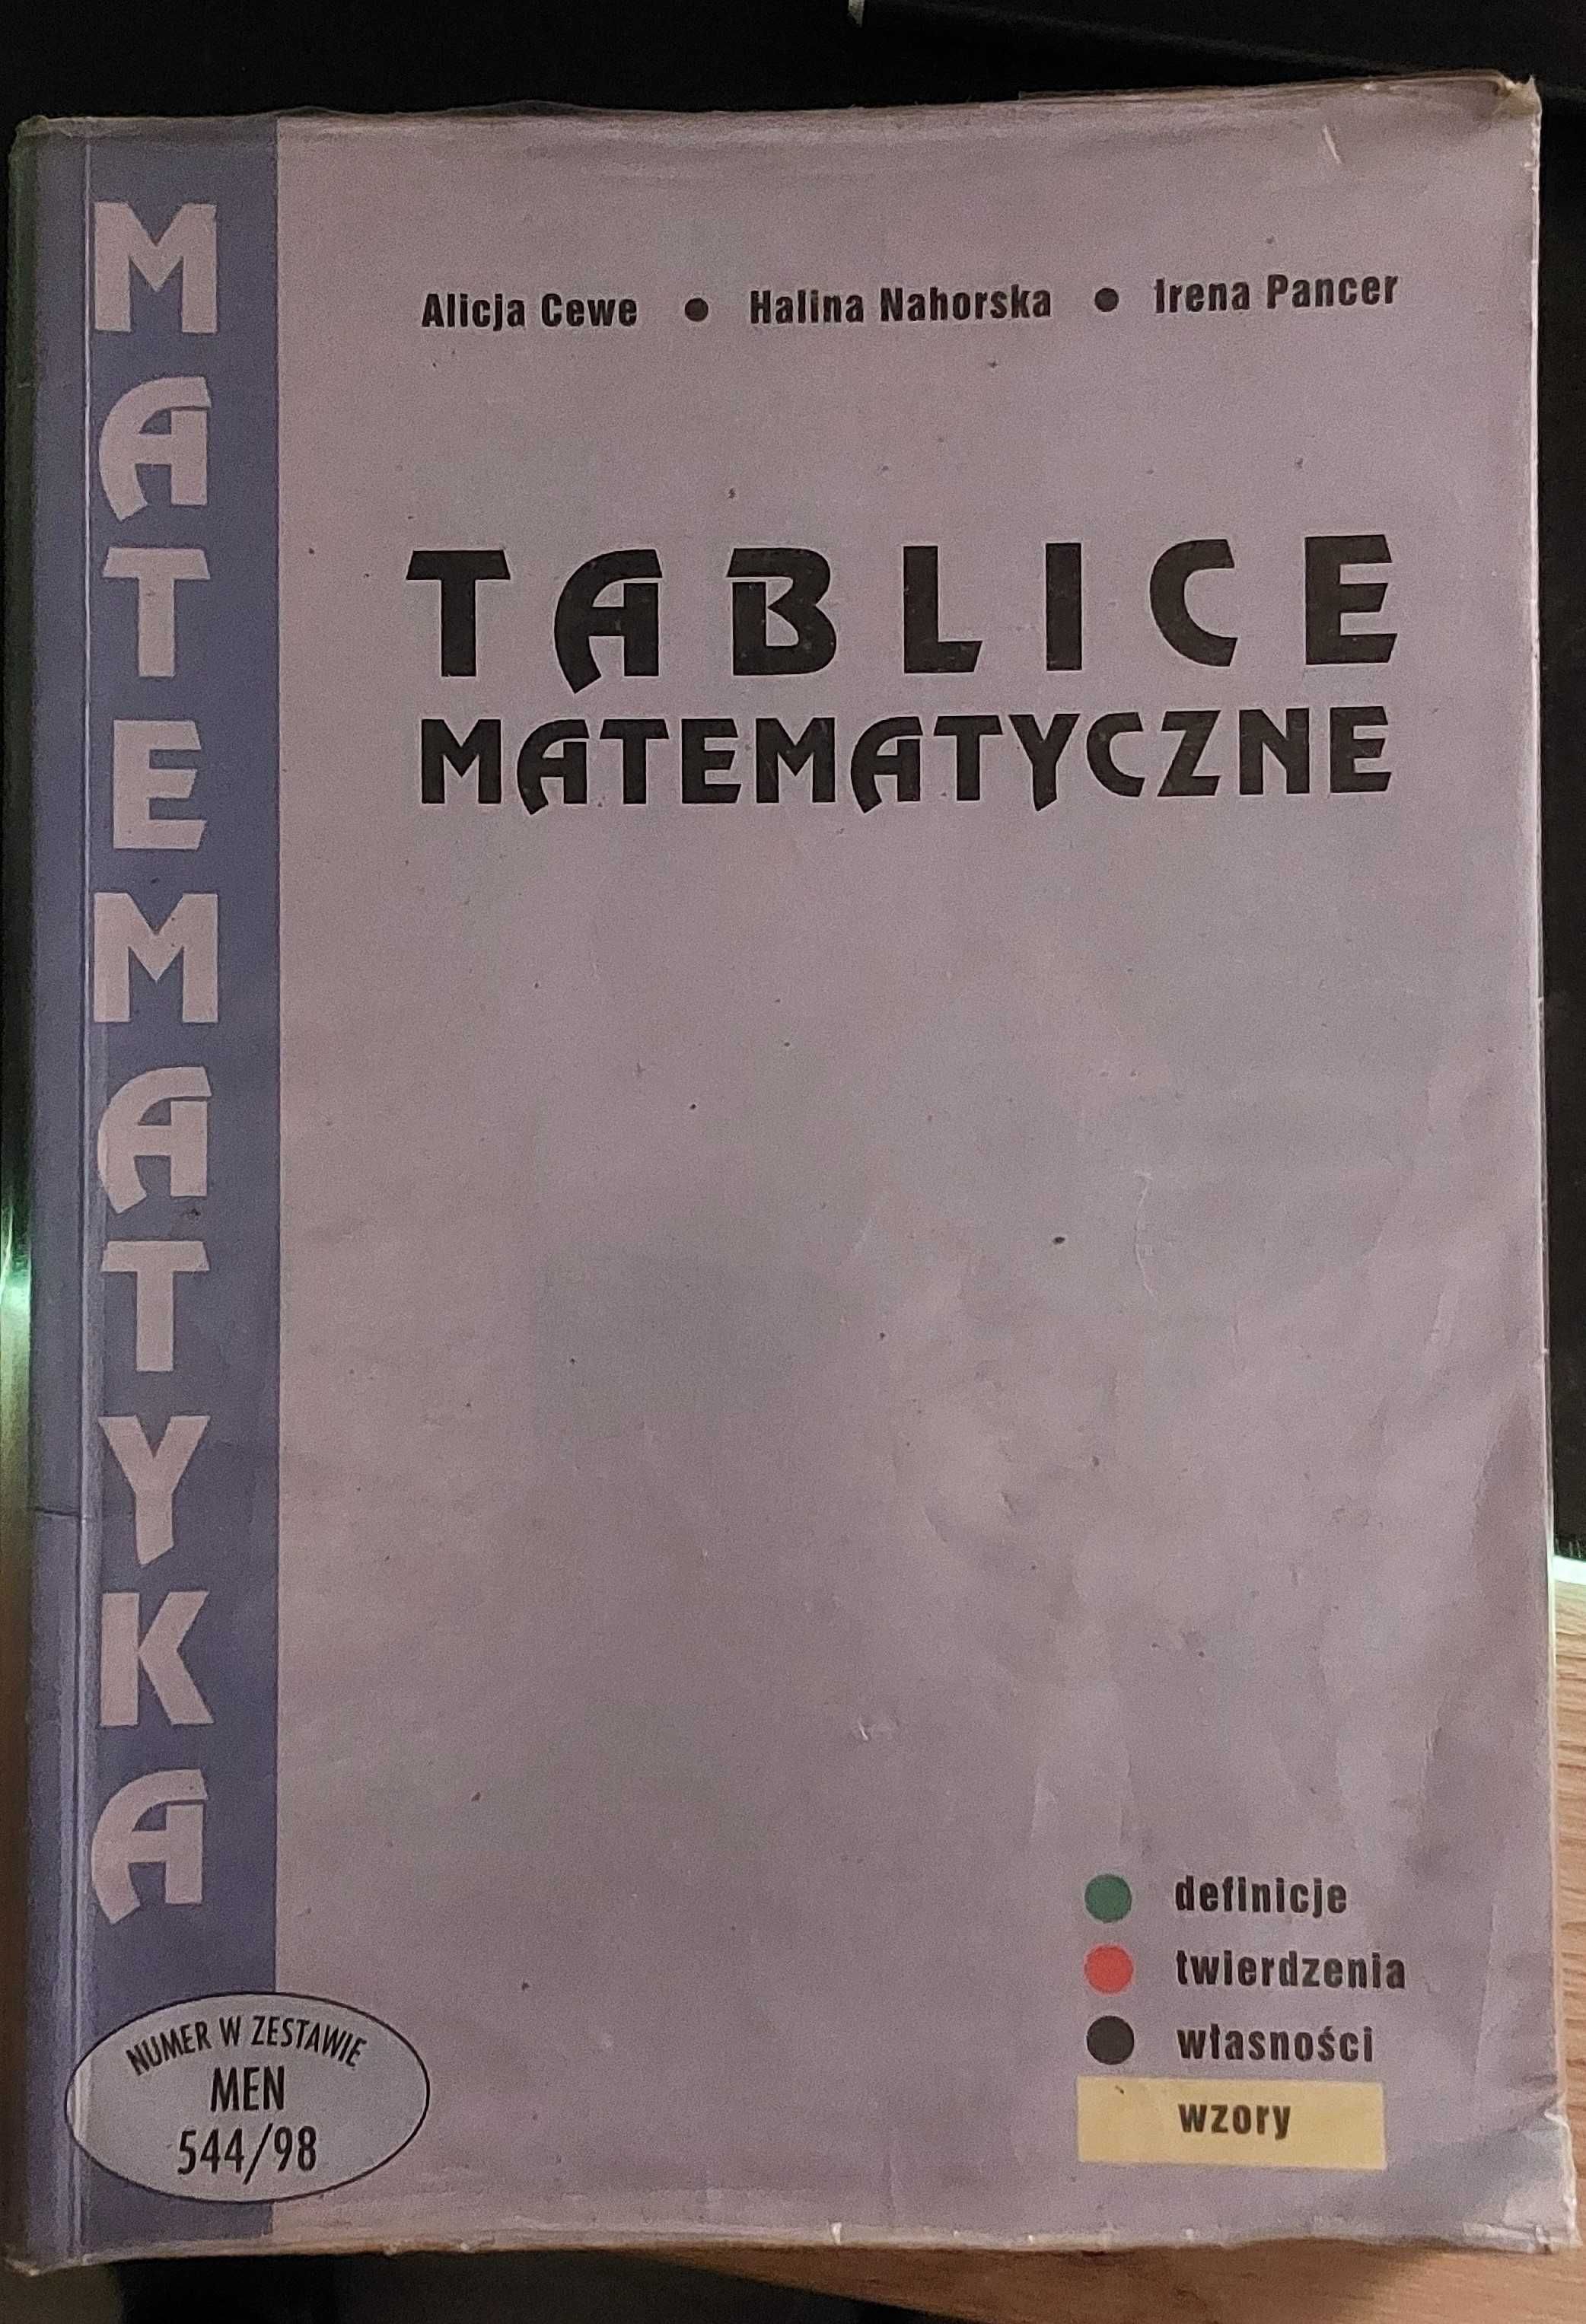 MATEMATYKA
Alicja Cewe • Halina Nahorska • Irena Pancer
TABLICE
MATEMATYCZNE
definicje
twierdzenia
własności
wzory
NUMER W ZESTAWIE
MEN
544/98